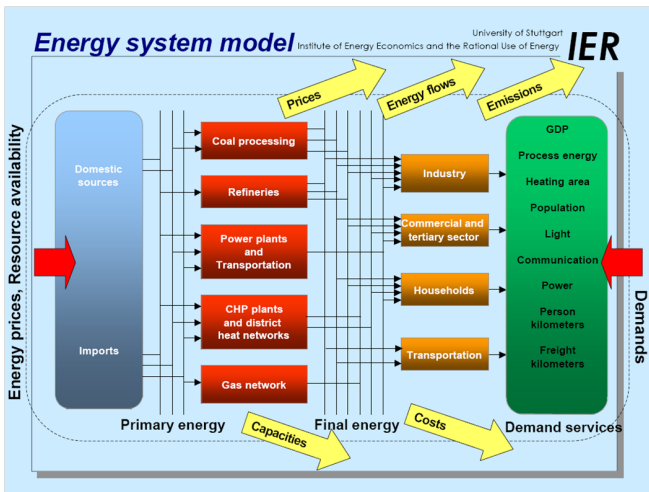 Energy system model
University of Stuttgart
Institute of Energy Economics and the Rational Use of Energy
IER
Prices
Energy flows
Emissions
Energy prices, Resource availability
Domestic
sources
Imports
Coal processing
Refineries
Power plants
and
Transportation
CHP plants
and district
heat networks
Gas network
Industry
Commercial and
tertiary sector
Households
Transportation
GDP
Process energy
Heating area
Population
Light
Communication
Power
Person
kilometers
Freight
kilometers
Demands
Primary energy
Final energy
Demand services
Capacities
Costs